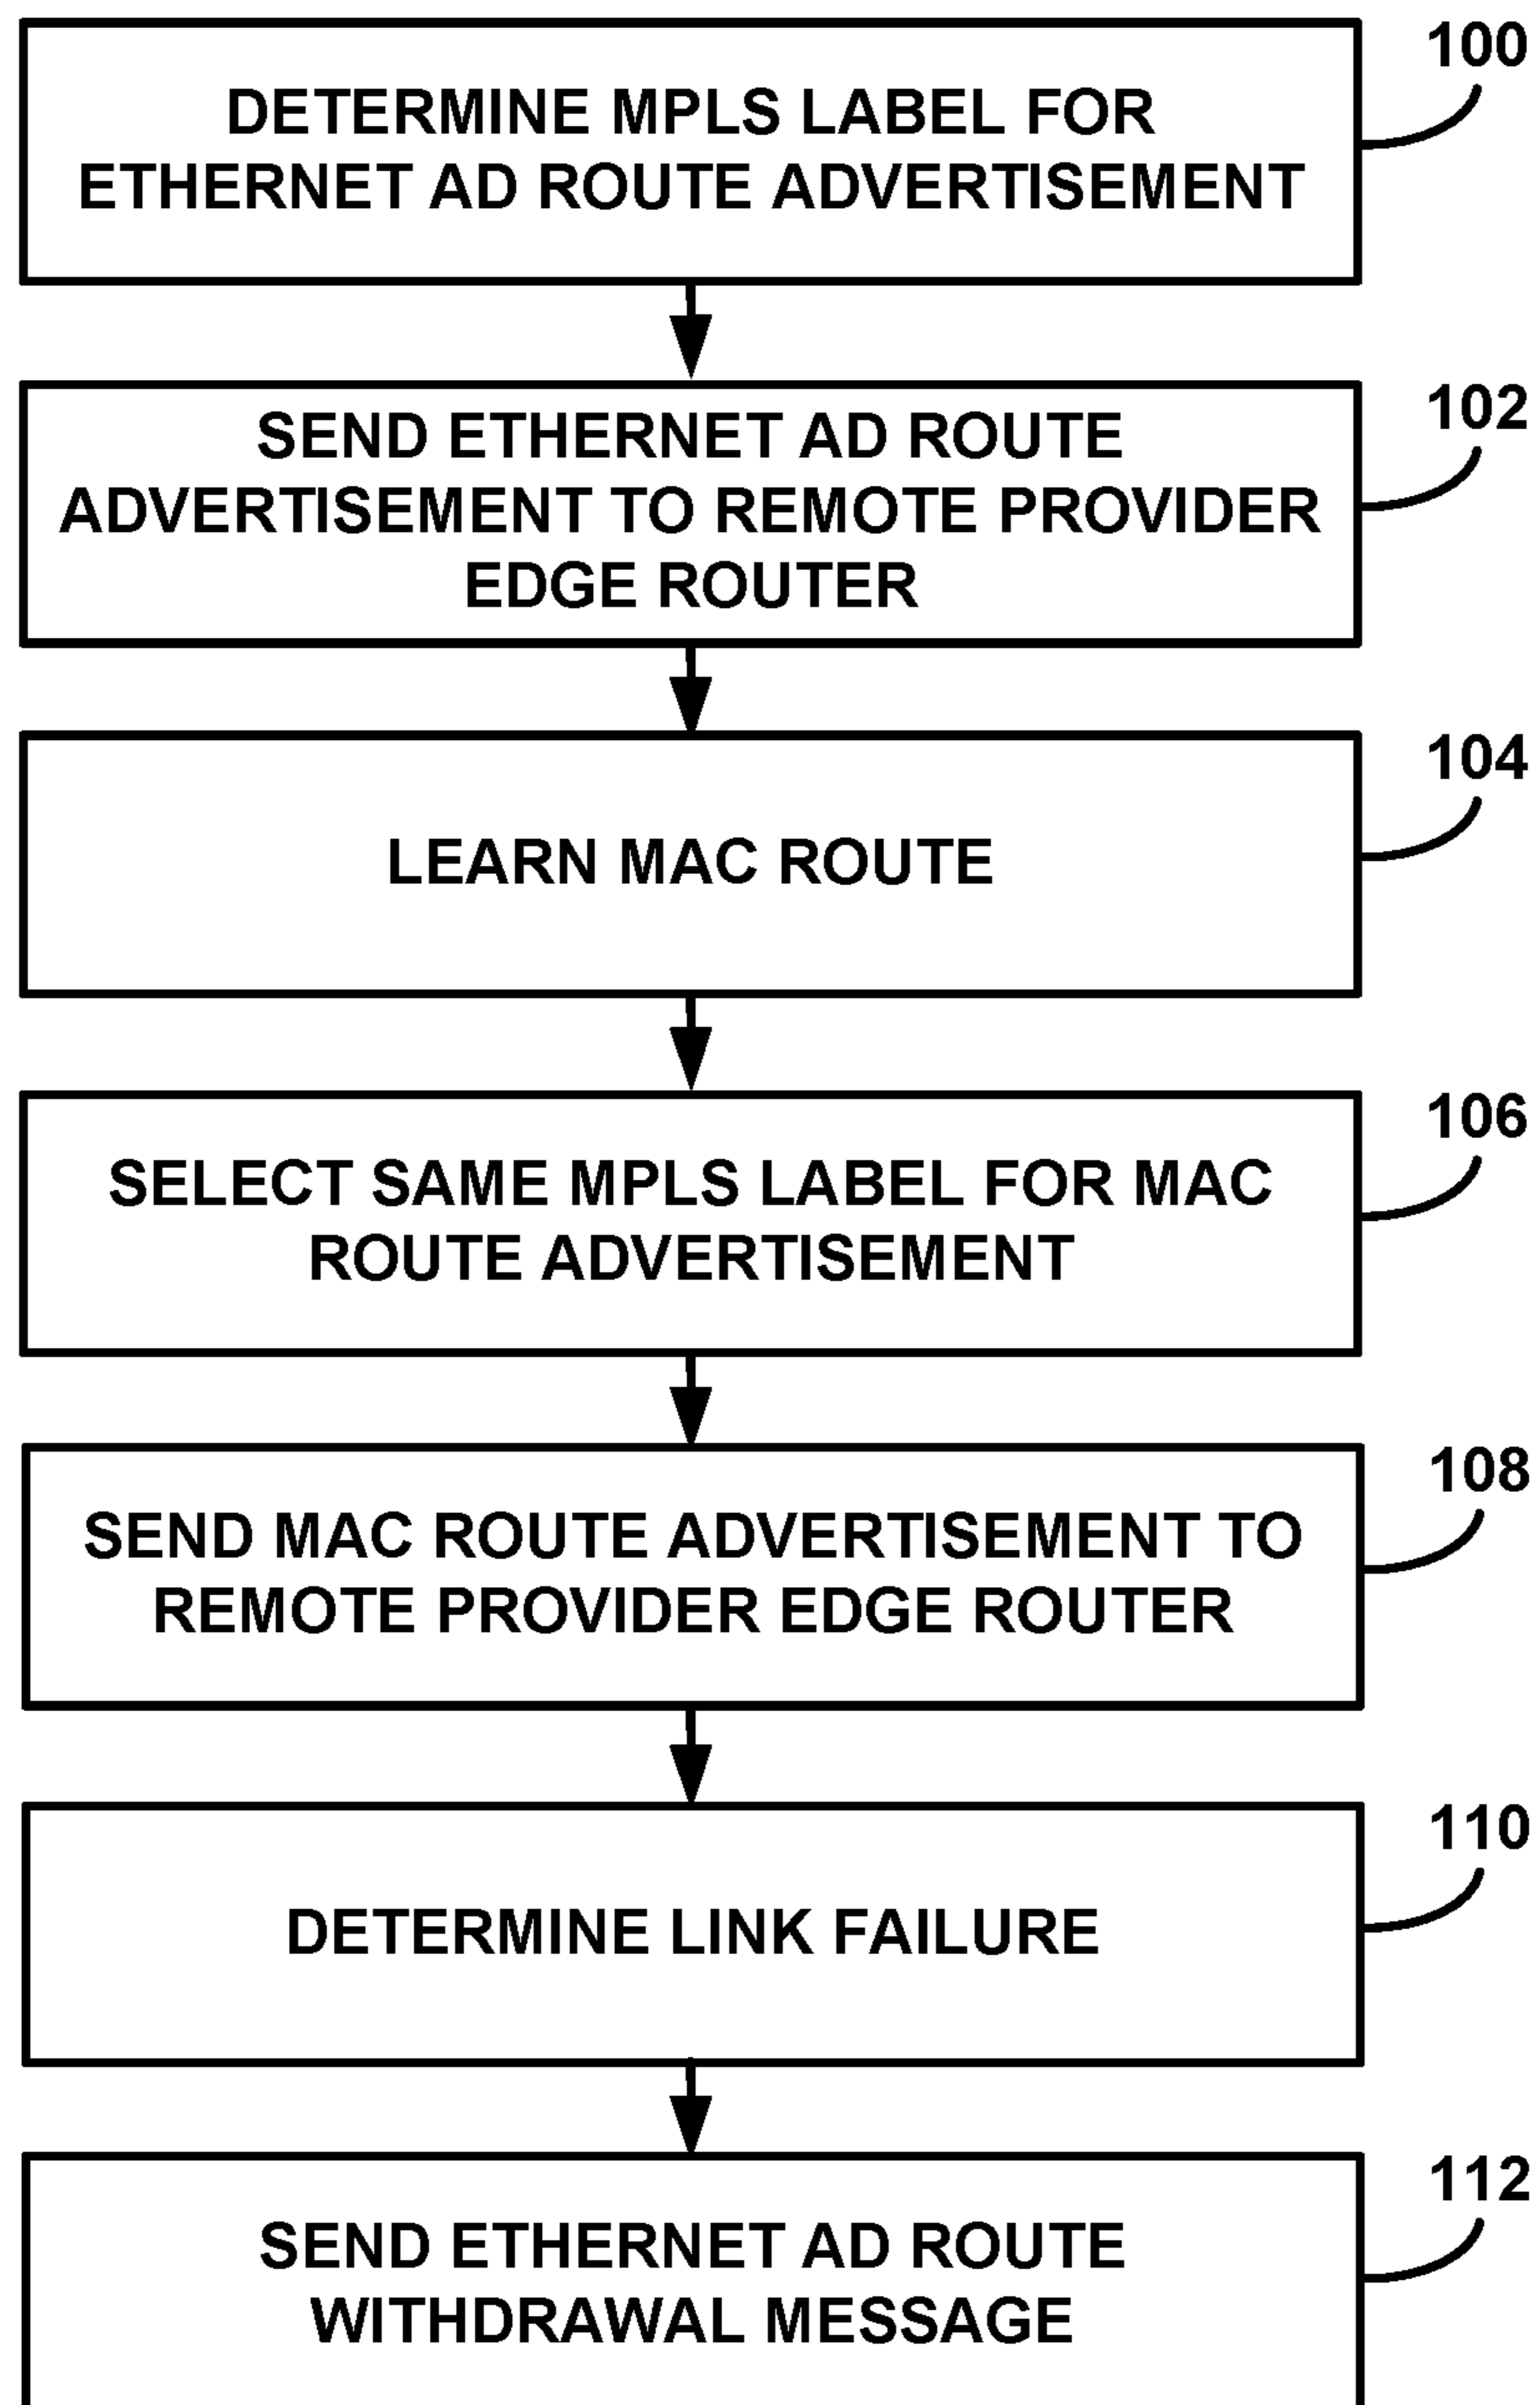 100
DETERMINE MPLS LABEL FOR
ETHERNET AD ROUTE ADVERTISEMENT
102
SEND ETHERNET AD ROUTE
ADVERTISEMENT TO REMOTE PROVIDER
EDGE ROUTER
104
LEARN MAC ROUTE
106
SELECT SAME MPLS LABEL FOR MAC
ROUTE ADVERTISEMENT
108
SEND MAC ROUTE ADVERTISEMENT TO
REMOTE PROVIDER EDGE ROUTER
110
DETERMINE LINK FAILURE
112
SEND ETHERNET AD ROUTE
WITHDRAWAL MESSAGE